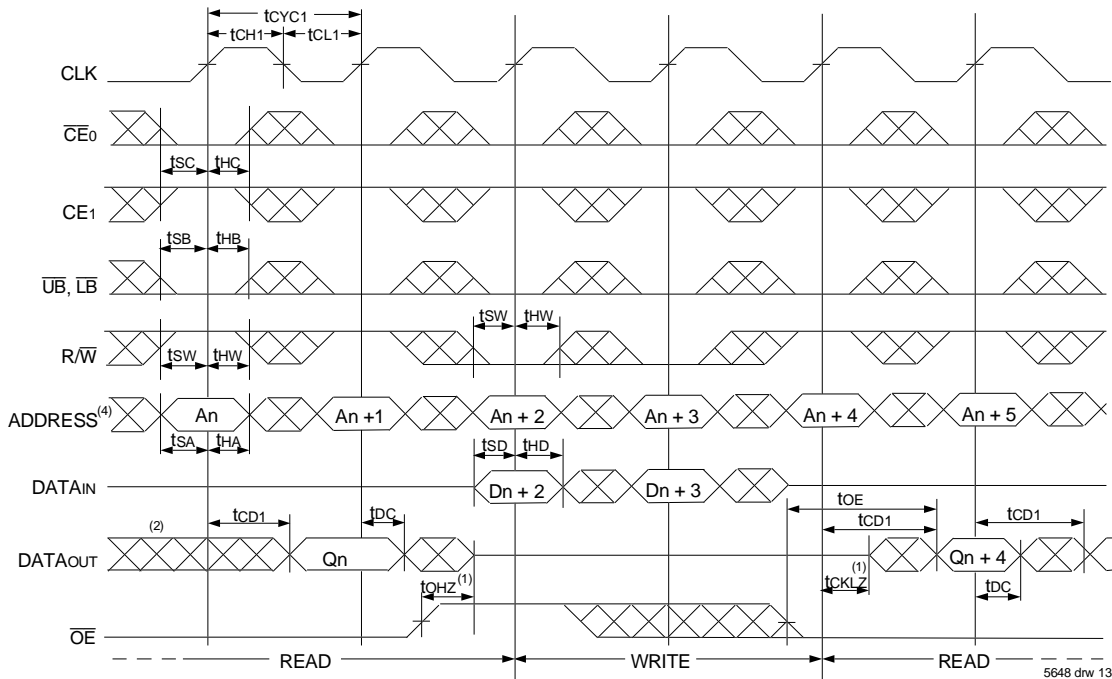 tCYC1
tCH1 tCL1
CLK
CE0
tSC tHC
CE1
tSB tHB
UB, LB
tSW tHW
R/W
tSW tHW
ADDRESS(4) An An +1 An + 2 An + 3 An + 4 An + 5
tSA tHA
tSD tHD
DATAIN Dn + 2 Dn + 3
tOE
(2) tCD1 tDC tCD1 tCD1
DATAOUT Qn Qn + 4
tOHZ(1) tCKLZ(1) tDC
OE
READ WRITE READ
5648 drw 13